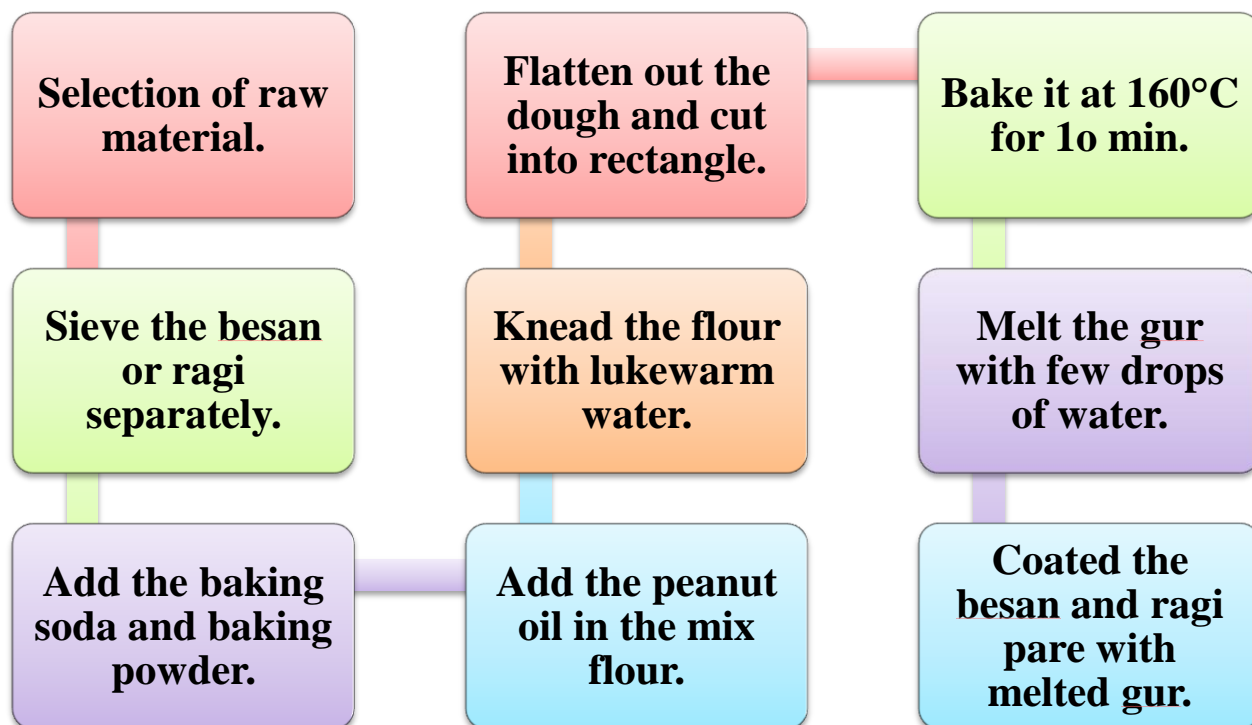 Selection of raw
material.
Sieve the besan
or ragi
separately.
Add the baking
soda and baking
powder.
Add the peanut
oil in the mix
flour.
Knead the flour
with lukewarm
water.
Flatten out the
dough and cut
into rectangle.
Bake it at 160°C
for 1o min.
Melt the gur
with few drops
of water.
Coated the
besan and ragi
pare with
melted gur.